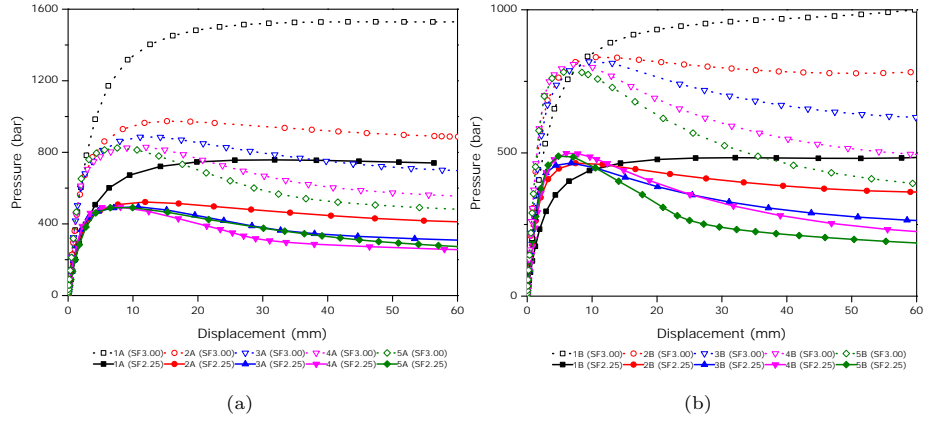 1600
1200
800
400
0
Pressure (bar)
0 10 20 30 40 50 60
Displacement (mm)
1A (SF3.00) 2A (SF3.00) 3A (SF3.00) 4A (SF3.00) 5A (SF3.00)
1A (SF2.25) 2A (SF2.25) 3A (SF2.25) 4A (SF2.25) 5A (SF2.25)
(a)
1000
500
0
Pressure (bar)
0 10 20 30 40 50 60
Displacement (mm)
1B (SF3.00) 2B (SF3.00) 3B (SF3.00) 4B (SF3.00) 5B (SF3.00)
1B (SF2.25) 2B (SF2.25) 3B (SF2.25) 4B (SF2.25) 5B (SF2.25)
(b)